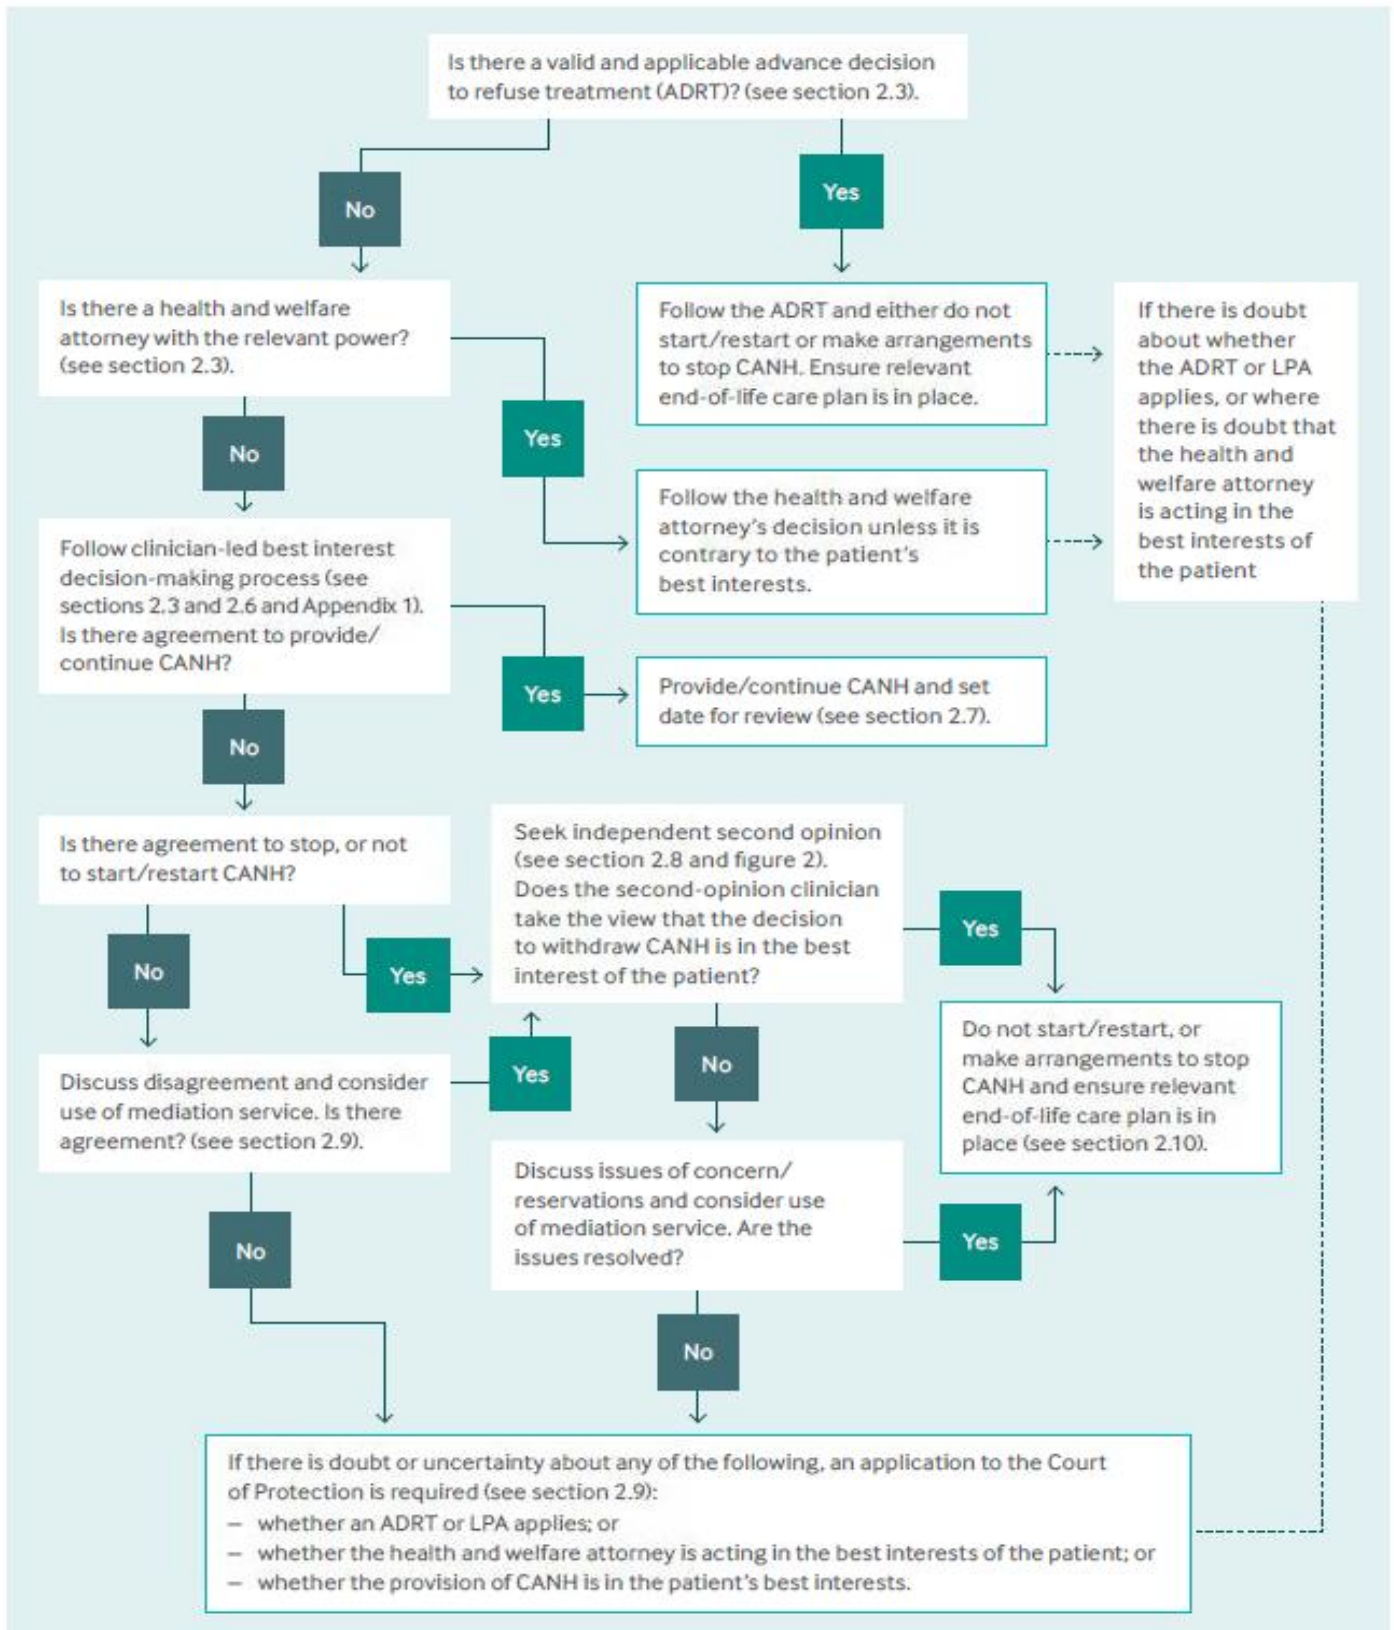 Is there a valid and applicable advance decision
to refuse treatment (ADRT)? (see section 2.3).
No
Yes
Is there a health and welfare
attorney with the relevant power?
(see section 2.3).
Follow the ADRT and either do not
start/restart or make arrangements
to stop CANH. Ensure relevant
end-of-life care plan is in place.
If there is doubt
about whether
the ADRT or LPA
applies, or where
there is doubt that
the health and
welfare attorney
is acting in the
best interests of
the patient
No
Yes
Follow the health and welfare
attorney's decision unless it is
contrary to the patient's
best interests.
Follow clinician-led best interest
decision-making process (see
sections 2.3 and 2.6 and Appendix 1).
Is there agreement to provide/
continue CANH?
Yes
Provide/continue CANH and set
date for review (see section 2.7).
No
Is there agreement to stop, or not
to start/restart CANH?
Seek independent second opinion
(see section 2.8 and figure 2).
Does the second-opinion clinician
take the view that the decision
to withdraw CANH is in the best
interest of the patient?
Yes
No
Yes
Do not start/restart, or
make arrangements to stop
CANH and ensure relevant
end-of-life care plan is in
place (see section 2.10).
Discuss disagreement and consider
use of mediation service. Is there
agreement? (see section 2.9).
Yes
No
Discuss issues of concern/
reservations and consider use
of mediation service. Are the
issues resolved?
Yes
No
No
If there is doubt or uncertainty about any of the following, an application to the Court
of Protection is required (see section 2.9):
– whether an ADRT or LPA applies; or
– whether the health and welfare attorney is acting in the best interests of the patient; or
– whether the provision of CANH is in the patient's best interests.